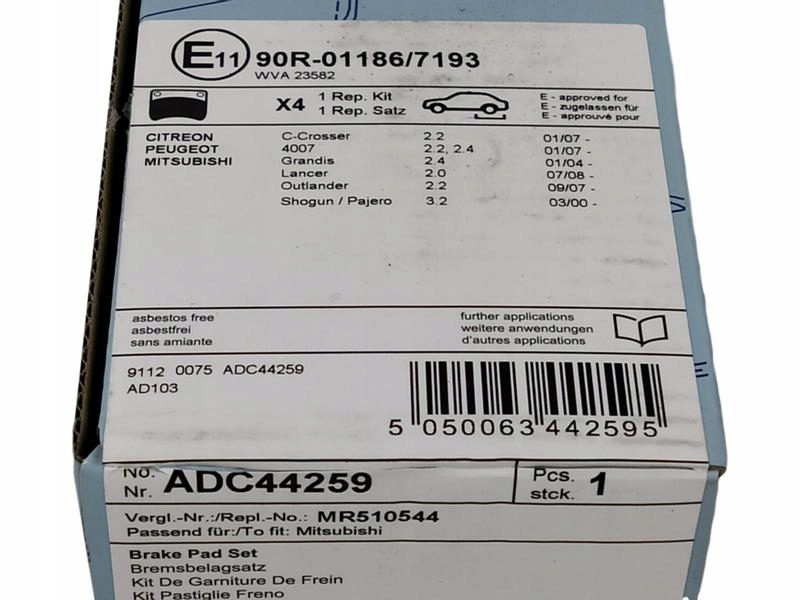 E11 90R-01186/7193
WVA 23582
X4 1 Rep. Kit
1 Rep. Satz
E - approved for
E - zugelassen für
E - approuvé pour
CITREON C-Crosser 2.2 01/07 -
PEUGEOT 4007 2.2, 2.4 01/07 -
MITSUBISHI Grandis 2.4 01/04 -
Lancer 2.0 07/08 -
Outlander 2.2 09/07 -
Shogun / Pajero 3.2 03/00 -
asbestos free
asbestfrei
sans amiante
further applications
weitere anwendungen
d'autres applications
9112 0075 ADC44259
AD103
5 050063 442595
No.
Nr. ADC44259
Pcs.
stck. 1
Vergl.-Nr.:/Repl.-No.: MR510544
Passend für:/To fit: Mitsubishi
Brake Pad Set
Bremsbelagsatz
Kit De Garniture De Frein
Kit Pastiglie Freno